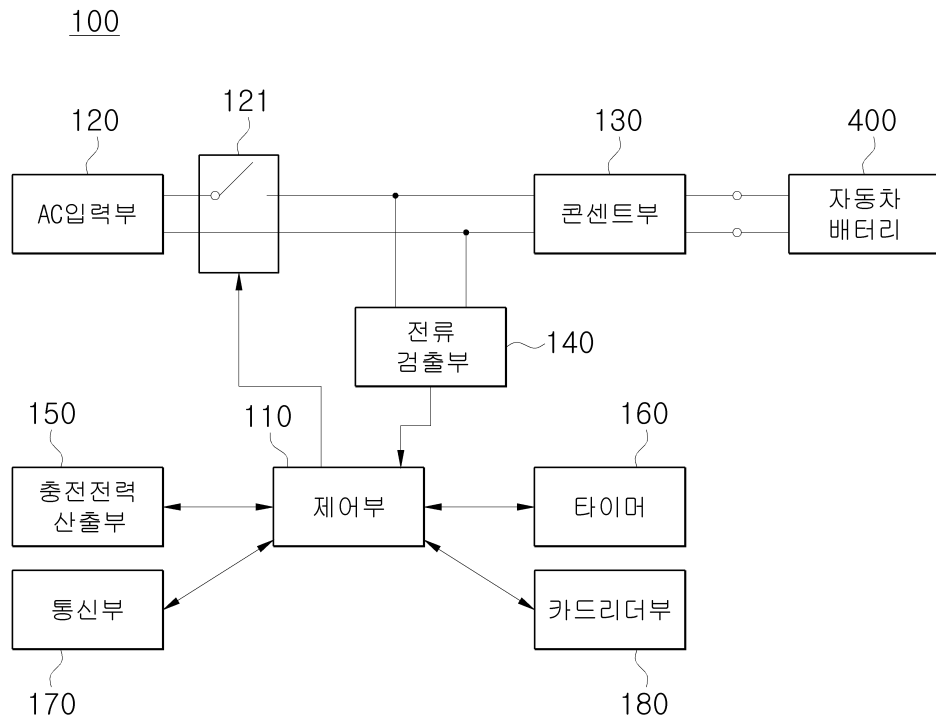 100
120
121
130
400
AC입력부
콘센트부
자동차
배터리
전류
검출부
140
150
110
160
충전전력
산출부
제어부
타이머
통신부
카드리더부
170
180